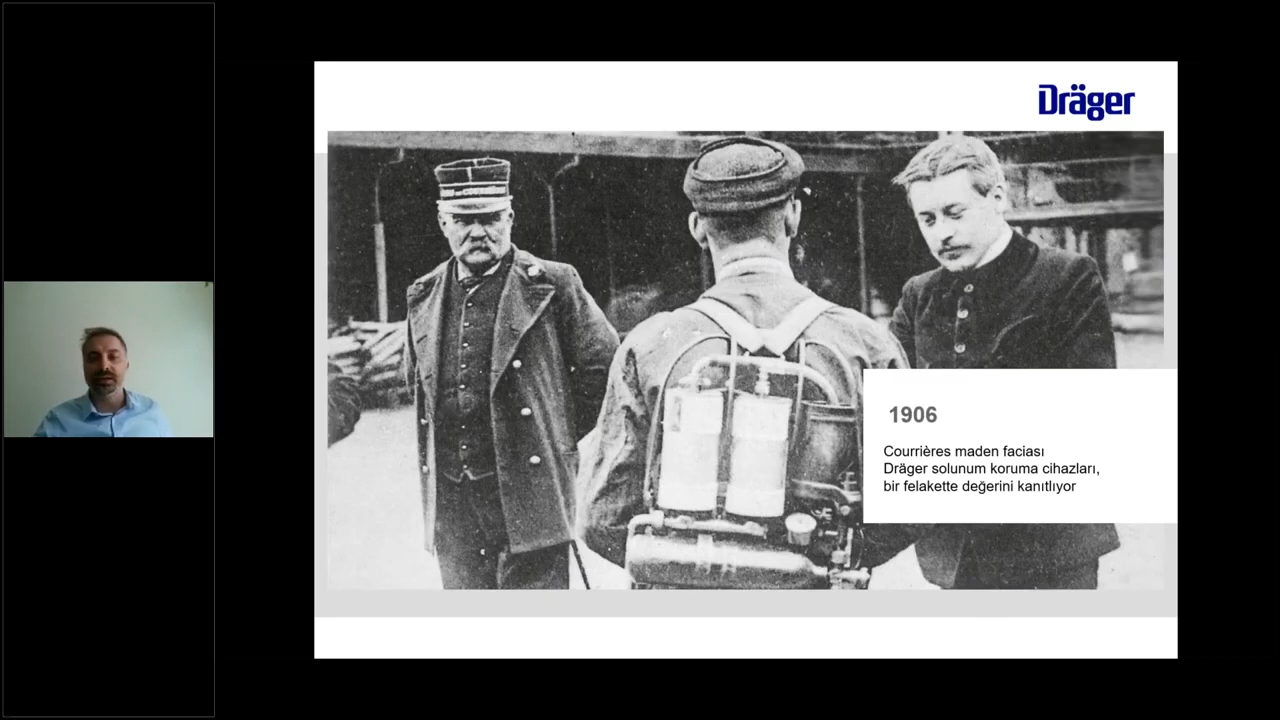 Dräger
1906
Courrières maden faciası
Dräger solunum koruma cihazları,
bir felakette değerini kanıtlıyor